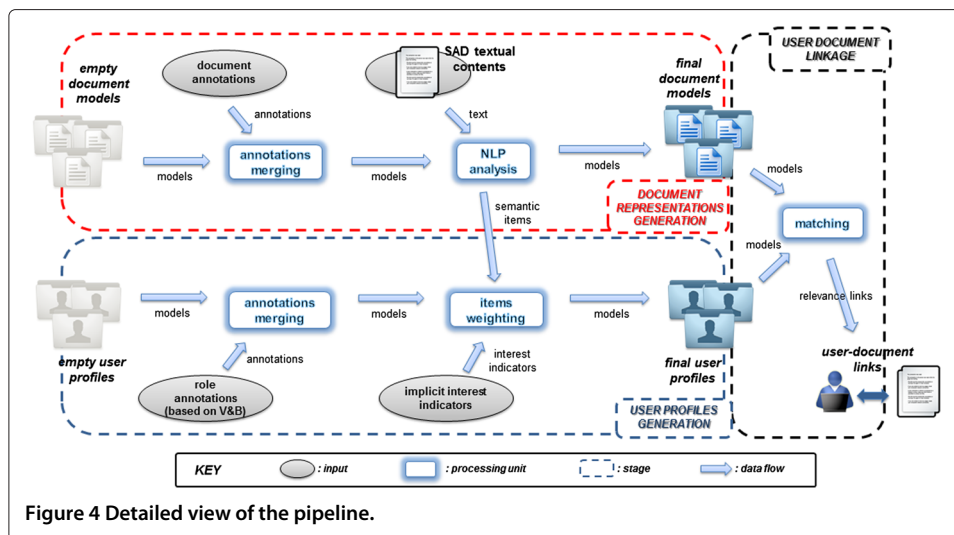 USER DOCUMENT
LINKAGE
empty
document
models
document
annotations
SAD textual
contents
final
document
models
annotations
text
annotations
merging
NLP
analysis
models
models
models
models
semantic
items
DOCUMENT
REPRESENTATIONS
GENERATION
matching
models
annotations
merging
items
weighting
models
models
models
relevance links
empty user
profiles
annotations
interest
indicators
final user
profiles
user-document
links
role
annotations
(based on V&B)
implicit interest
indicators
USER PROFILES
GENERATION
KEY
: input
: processing unit
: stage
: data flow
Figure 4 Detailed view of the pipeline.